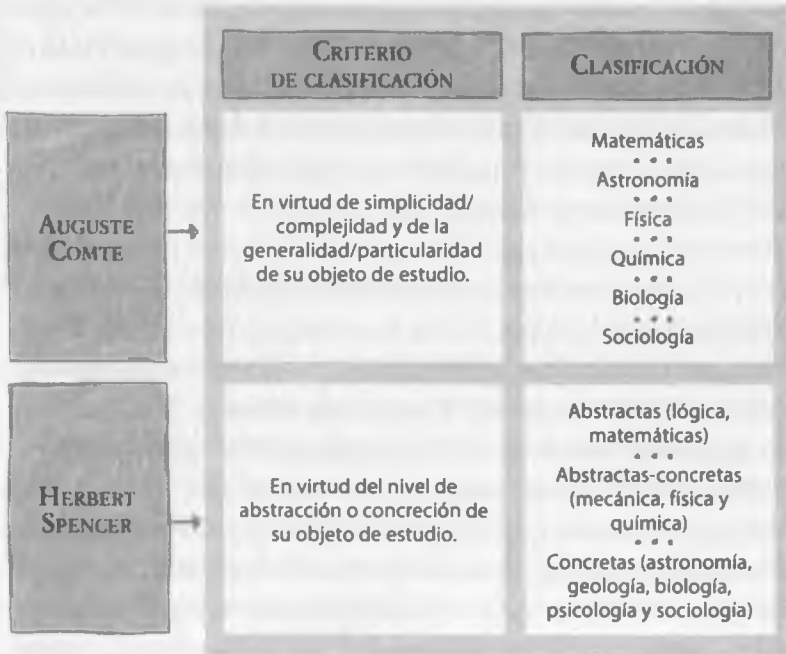 CRITERIO
DE CLASIFICACIÓN
CLASIFICACIÓN
AUGUSTE
COMTE
En virtud de simplicidad/
complejidad y de la
generalidad/particularidad
de su objeto de estudio.
Matemáticas
Astronomía
Física
Química
Biología
Sociología
HERBERT
SPENCER
En virtud del nivel de
abstracción o concreción de
su objeto de estudio.
Abstractas (lógica,
matemáticas)
Abstractas-concretas
(mecánica, física y
química)
Concretas (astronomía,
geología, biología,
psicología y sociología)